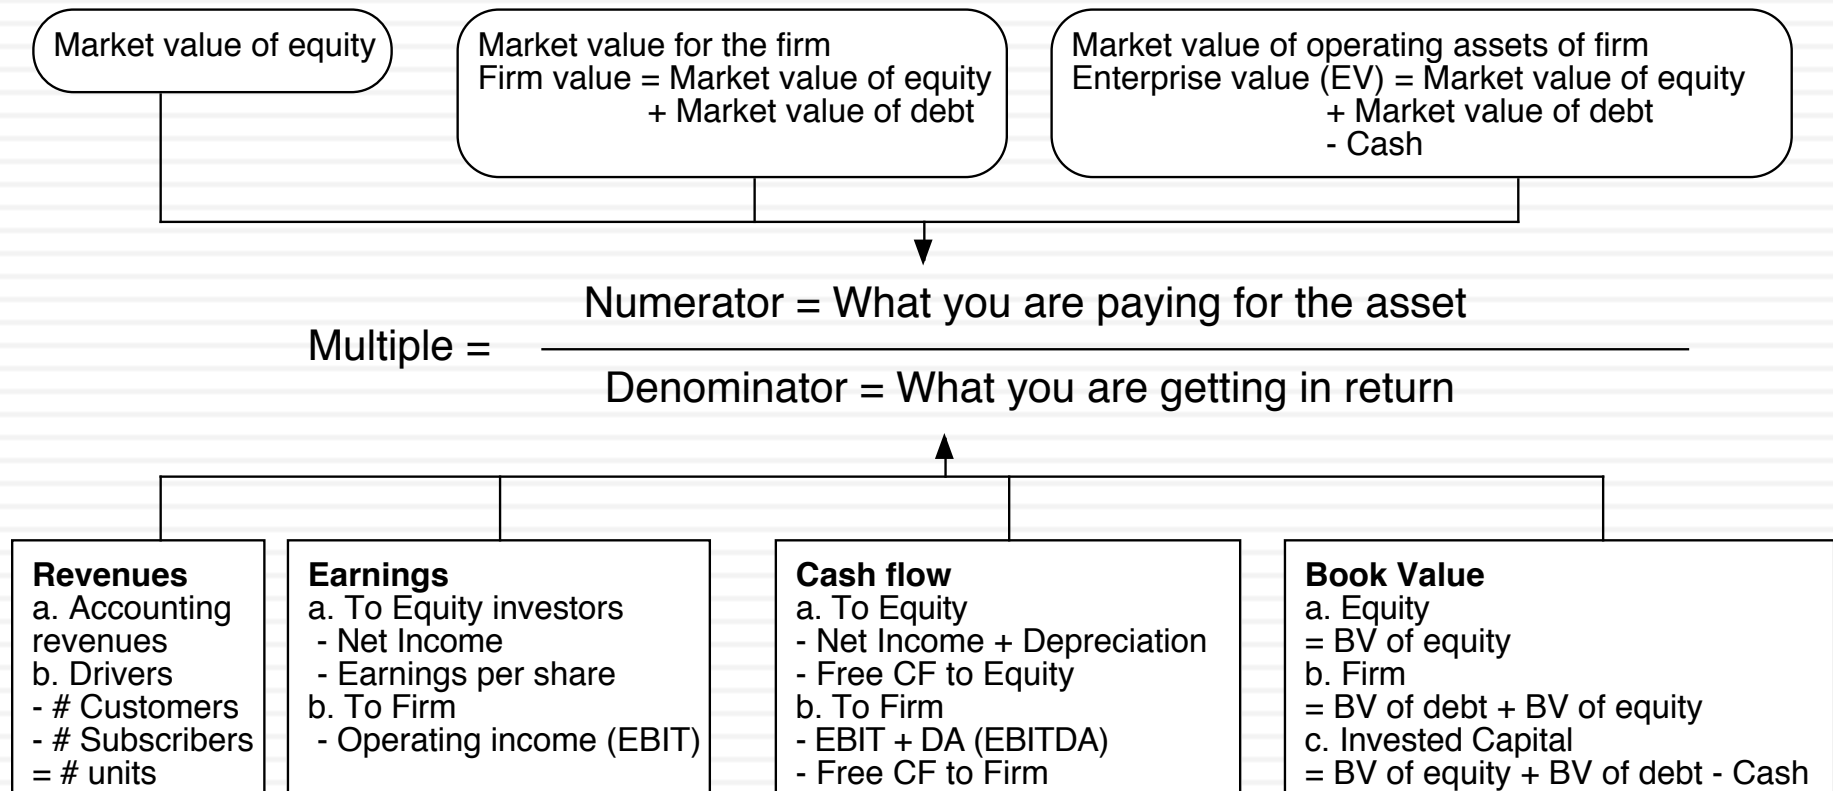 Market value of equity
Market value for the firm
Firm value = Market value of equity
+ Market value of debt
Market value of operating assets of firm
Enterprise value (EV) = Market value of equity
+ Market value of debt
- Cash
Numerator = What you are paying for the asset
Multiple =
Denominator = What you are getting in return
Revenues
a. Accounting
revenues
b. Drivers
- # Customers
- # Subscribers
= # units
Earnings
a. To Equity investors
- Net Income
- Earnings per share
b. To Firm
- Operating income (EBIT)
Cash flow
a. To Equity
- Net Income + Depreciation
- Free CF to Equity
b. To Firm
- EBIT + DA (EBITDA)
- Free CF to Firm
Book Value
a. Equity
= BV of equity
b. Firm
= BV of debt + BV of equity
c. Invested Capital
= BV of equity + BV of debt - Cash